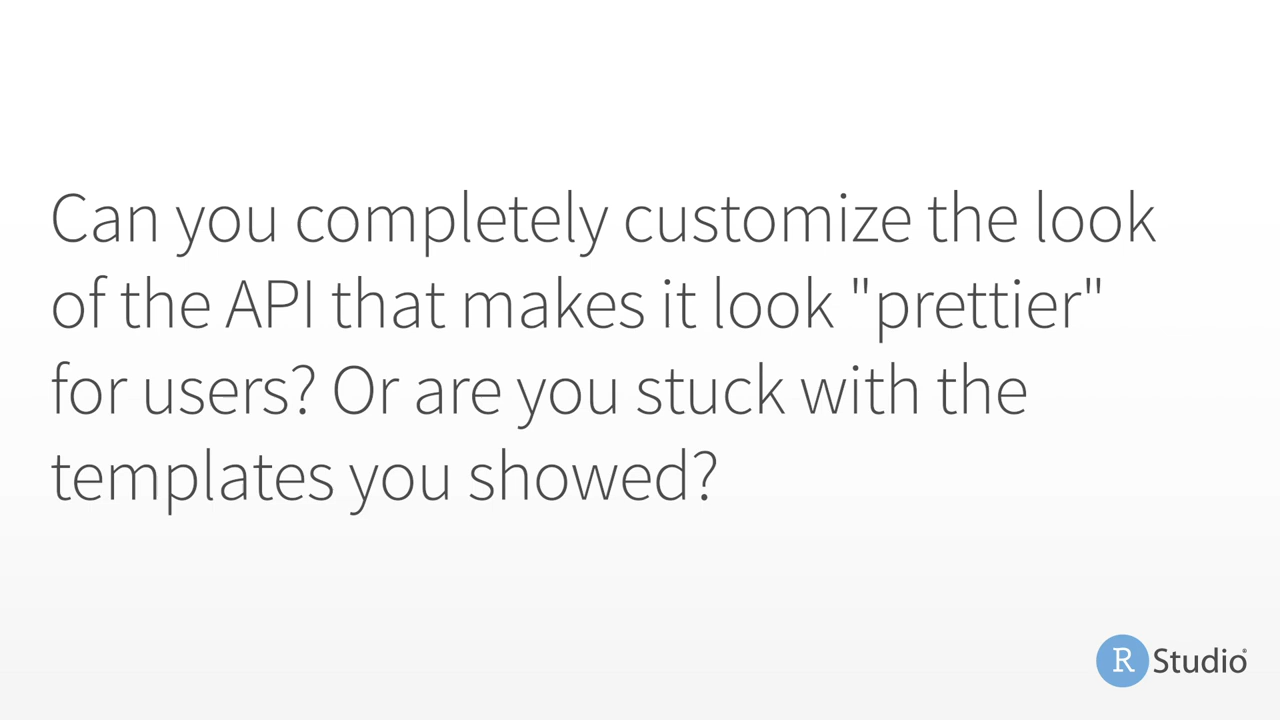 Can you completely customize the look
of the API that makes it look "prettier"
for users? Or are you stuck with the
templates you showed?
R Studio®